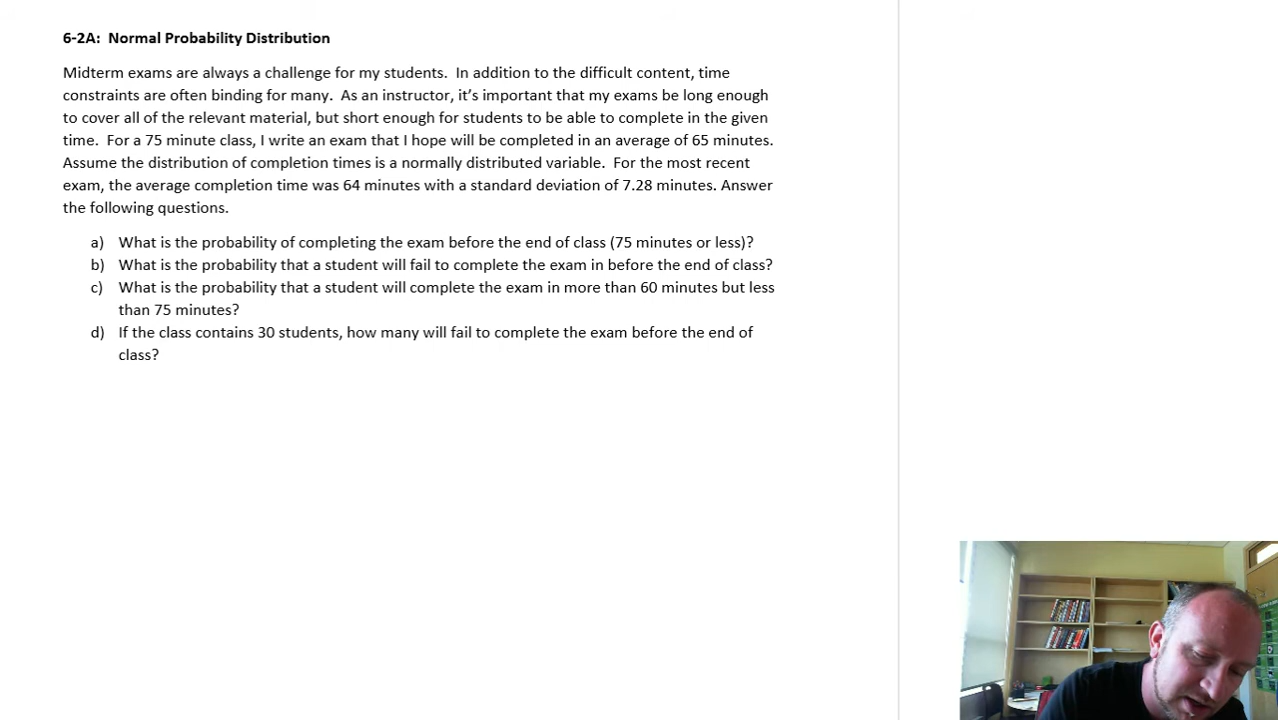 6-2A: Normal Probability Distribution
Midterm exams are always a challenge for my students. In addition to the difficult content, time
constraints are often binding for many. As an instructor, it’s important that my exams be long enough
to cover all of the relevant material, but short enough for students to be able to complete in the given
time. For a 75 minute class, I write an exam that I hope will be completed in an average of 65 minutes.
Assume the distribution of completion times is a normally distributed variable. For the most recent
exam, the average completion time was 64 minutes with a standard deviation of 7.28 minutes. Answer
the following questions.
a) What is the probability of completing the exam before the end of class (75 minutes or less)?
b) What is the probability that a student will fail to complete the exam in before the end of class?
c) What is the probability that a student will complete the exam in more than 60 minutes but less
than 75 minutes?
d) If the class contains 30 students, how many will fail to complete the exam before the end of
class?